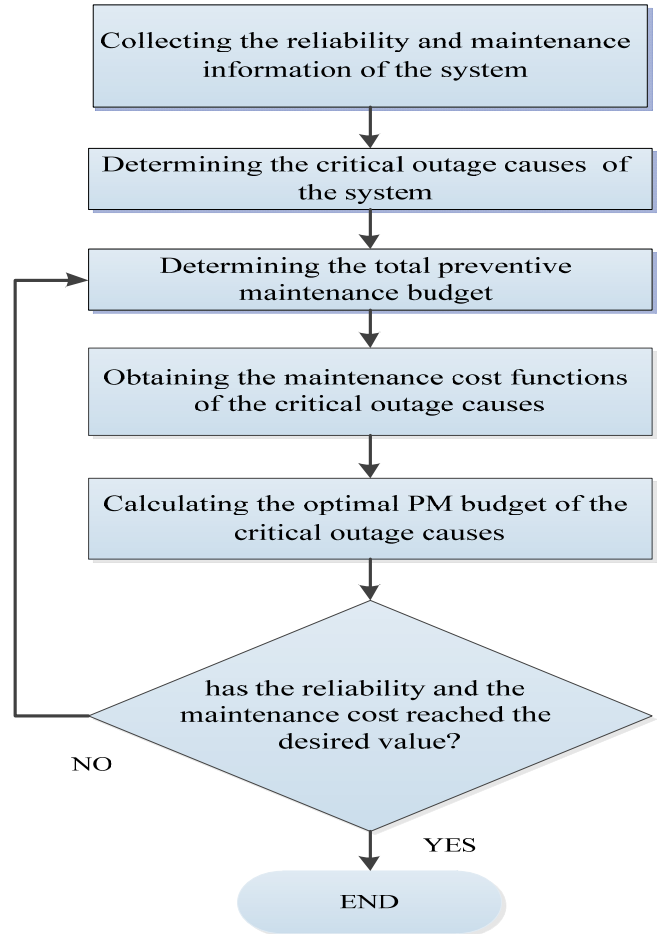 Collecting the reliability and maintenance
information of the system
Determining the critical outage causes of
the system
Determining the total preventive
maintenance budget
Obtaining the maintenance cost functions
of the critical outage causes
Calculating the optimal PM budget of the
critical outage causes
has the reliability and the
maintenance cost reached the
desired value?
NO
YES
END